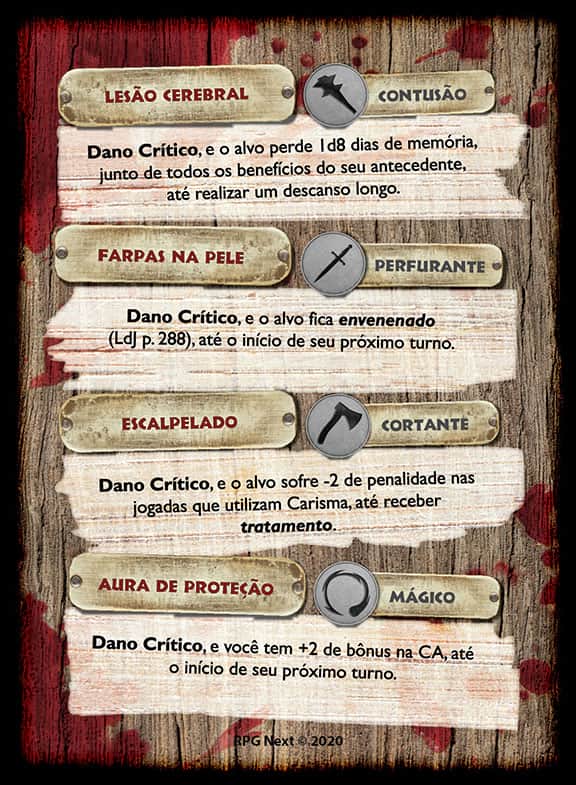 LESÃO CEREBRAL
CONTUSÃO
Dano Crítico, e o alvo perde 1d8 dias de memória,
junto de todos os benefícios do seu antecedente,
até realizar um descanso longo.
FARPAS NA PELE
PERFURANTE
Dano Crítico, e o alvo fica envenenado
(LdJ p. 288), até o início de seu próximo turno.
ESCALPELADO
CORTANTE
Dano Crítico, e o alvo sofre -2 de penalidade nas
jogadas que utilizam Carisma, até receber
tratamento.
AURA DE PROTEÇÃO
MÁGICO
Dano Crítico, e você tem +2 de bônus na CA, até
o início de seu próximo turno.
RPG Next ©.2020